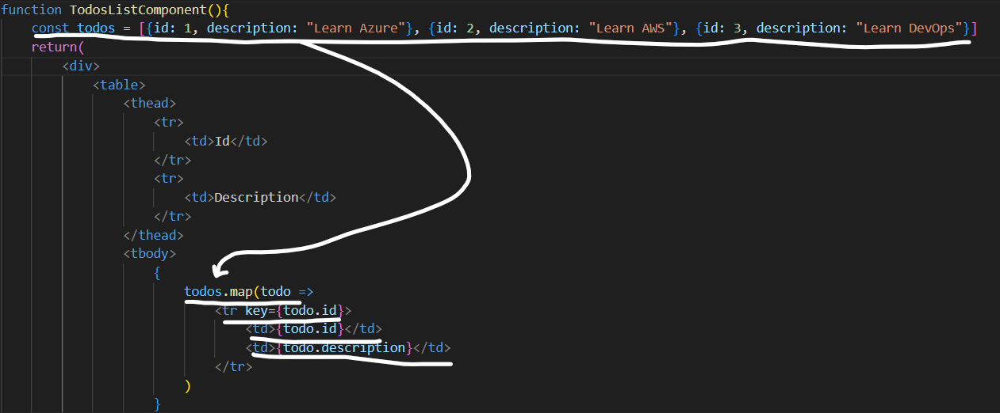 function TodosListComponent(){
const todos = [{id: 1, description: "Learn Azure"}, {id: 2, description: "Learn AWS"}, {id: 3, description: "Learn DevOps"}]
return(
<div>
<table>
<thead>
<tr>
<td>Id</td>
</tr>
<tr>
<td>Description</td>
</tr>
</thead>
<tbody>
{
todos.map(todo =>
<tr key={todo.id}>
<td>{todo.id}</td>
<td>{todo.description}</td>
</tr>
)
}